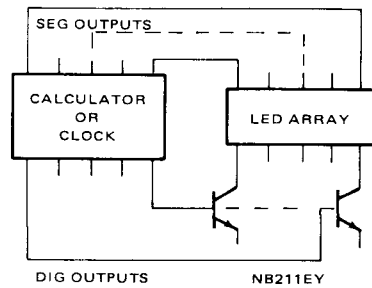 SEG OUTPUTS
CALCULATOR
OR
CLOCK
LED ARRAY
DIG OUTPUTS
NB211EY